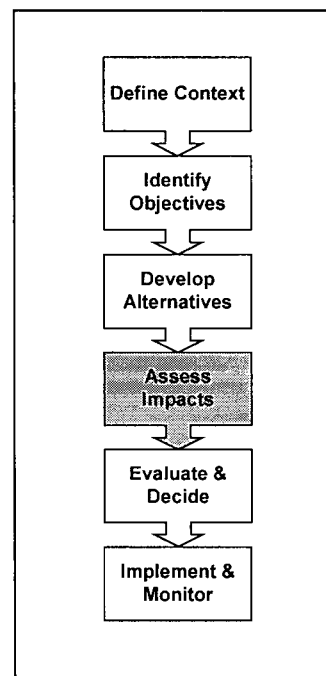 Define Context
Identify
Objectives
Develop
Alternatives
Assess
Impacts
Evaluate &
Decide
Implement &
Monitor